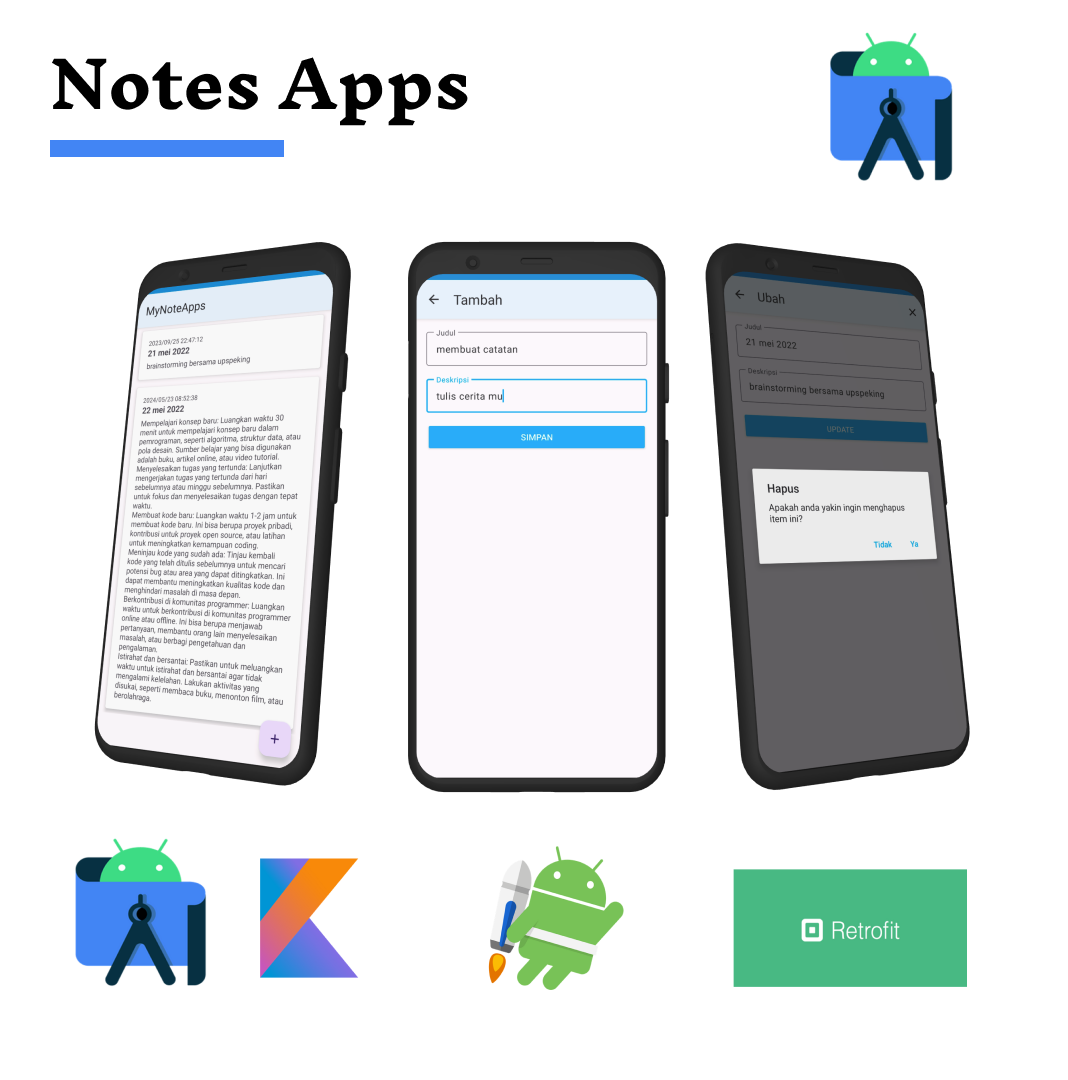 Notes Apps
MyNoteApps
2023/09/25 22:47:12
21 mei 2022
brainstorming bersama upspeking
2024/05/23 08:52:38
22 mei 2022
Mempelajari konsep baru: Luangkan waktu 30
menit untuk mempelajari konsep baru dalam
pemrograman, seperti algoritma, struktur data, atau
pola desain. Sumber belajar yang bisa digunakan
adalah buku, artikel online, atau video tutorial.
Menyelesaikan tugas yang tertunda: Lanjutkan
mengerjakan tugas yang tertunda dari hari
sebelumnya atau minggu sebelumnya. Pastikan
untuk fokus dan menyelesaikan tugas dengan tepat
waktu.
Membuat kode baru: Luangkan waktu 1-2 jam untuk
membuat kode baru. Ini bisa berupa proyek pribadi,
kontribusi untuk proyek open source, atau latihan
untuk meningkatkan kemampuan coding.
Meninjau kode yang sudah ada: Tinjau kembali
kode yang telah ditulis sebelumnya untuk mencari
potensi bug atau area yang dapat ditingkatkan. Ini
dapat membantu meningkatkan kualitas kode dan
menghindari masalah di masa depan.
Berkontribusi di komunitas programmer: Luangkan
waktu untuk berkontribusi di komunitas programmer
online atau offline. Ini bisa berupa menjawab
pertanyaan, membantu orang lain menyelesaikan
masalah, atau berbagi pengetahuan dan
pengalaman.
Istirahat dan bersantai: Pastikan untuk meluangkan
waktu untuk istirahat dan bersantai agar tidak
mengalami kelelahan. Lakukan aktivitas yang
disukai, seperti membaca buku, menonton film, atau
berolahraga.
+
Tambah
Judul
membuat catatan
Deskripsi
tulis cerita mu
SIMPAN
Ubah
Judul
21 mei 2022
Deskripsi
brainstorming bersama upspeking
UPDATE
Hapus
Apakah anda yakin ingin menghapus
item ini?
Tidak Ya
Retrofit